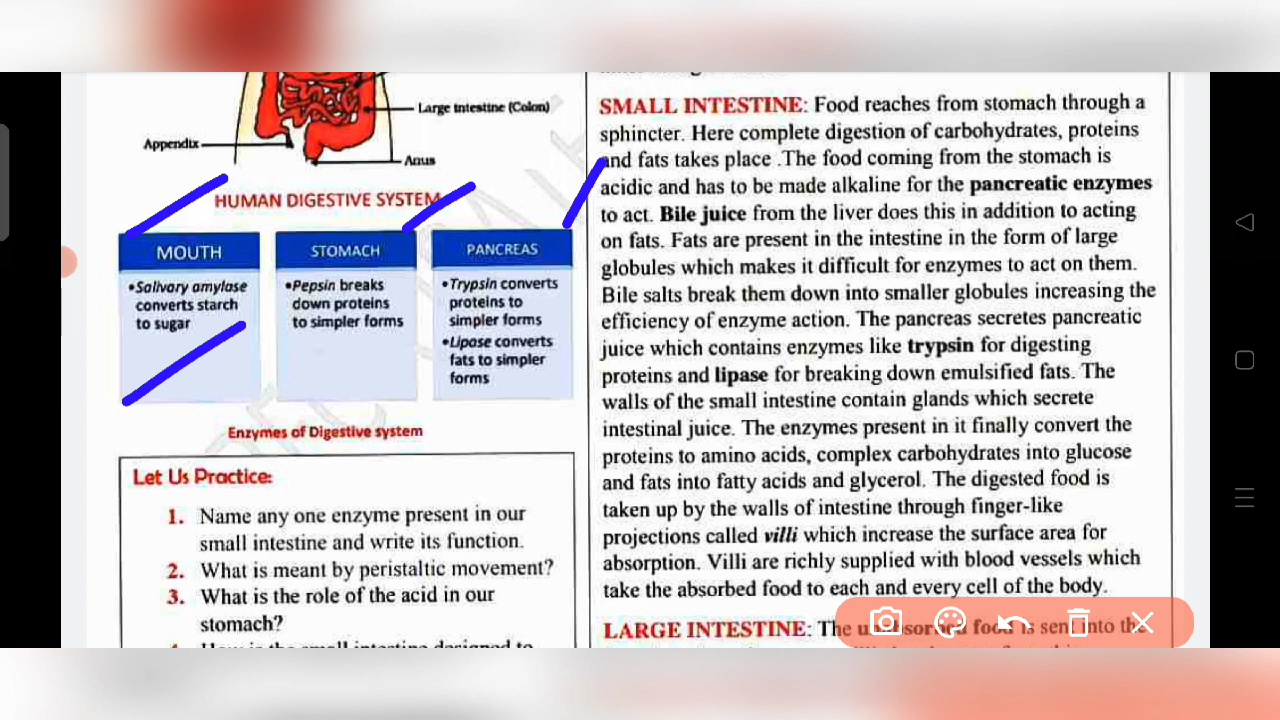 Large intestine (Colon)
Appendix
Anus
HUMAN DIGESTIVE SYSTEM
MOUTH
•Salivary amylase
converts starch
to sugar
STOMACH
•Pepsin breaks
down proteins
to simpler forms
PANCREAS
•Trypsin converts
proteins to
simpler forms
•Lipase converts
fats to simpler
forms
Enzymes of Digestive system
Let Us Practice:
1. Name any one enzyme present in our
small intestine and write its function.
2. What is meant by peristaltic movement?
3. What is the role of the acid in our
stomach?
How is the small intestine designed to
SMALL INTESTINE: Food reaches from stomach through a
sphincter. Here complete digestion of carbohydrates, proteins
and fats takes place .The food coming from the stomach is
acidic and has to be made alkaline for the pancreatic enzymes
to act. Bile juice from the liver does this in addition to acting
on fats. Fats are present in the intestine in the form of large
globules which makes it difficult for enzymes to act on them.
Bile salts break them down into smaller globules increasing the
efficiency of enzyme action. The pancreas secretes pancreatic
juice which contains enzymes like trypsin for digesting
proteins and lipase for breaking down emulsified fats. The
walls of the small intestine contain glands which secrete
intestinal juice. The enzymes present in it finally convert the
proteins to amino acids, complex carbohydrates into glucose
and fats into fatty acids and glycerol. The digested food is
taken up by the walls of intestine through finger-like
projections called villi which increase the surface area for
absorption. Villi are richly supplied with blood vessels which
take the absorbed food to each and every cell of the body.
LARGE INTESTINE: The food is sent into the